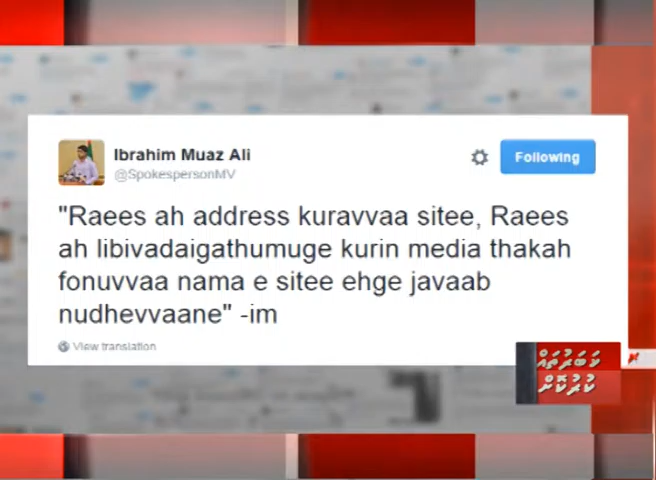 Ibrahim Muaz Ali
@SpokespersonMV
Following
"Raees ah address kuravvaa sitee, Raees
ah libivadaigathumuge kurin media thakah
fonuvvaa nama e sitee ehge javaab
nudhevvaane" -im
View translation
ޚަބަރުތައް
ކުރުކޮށް